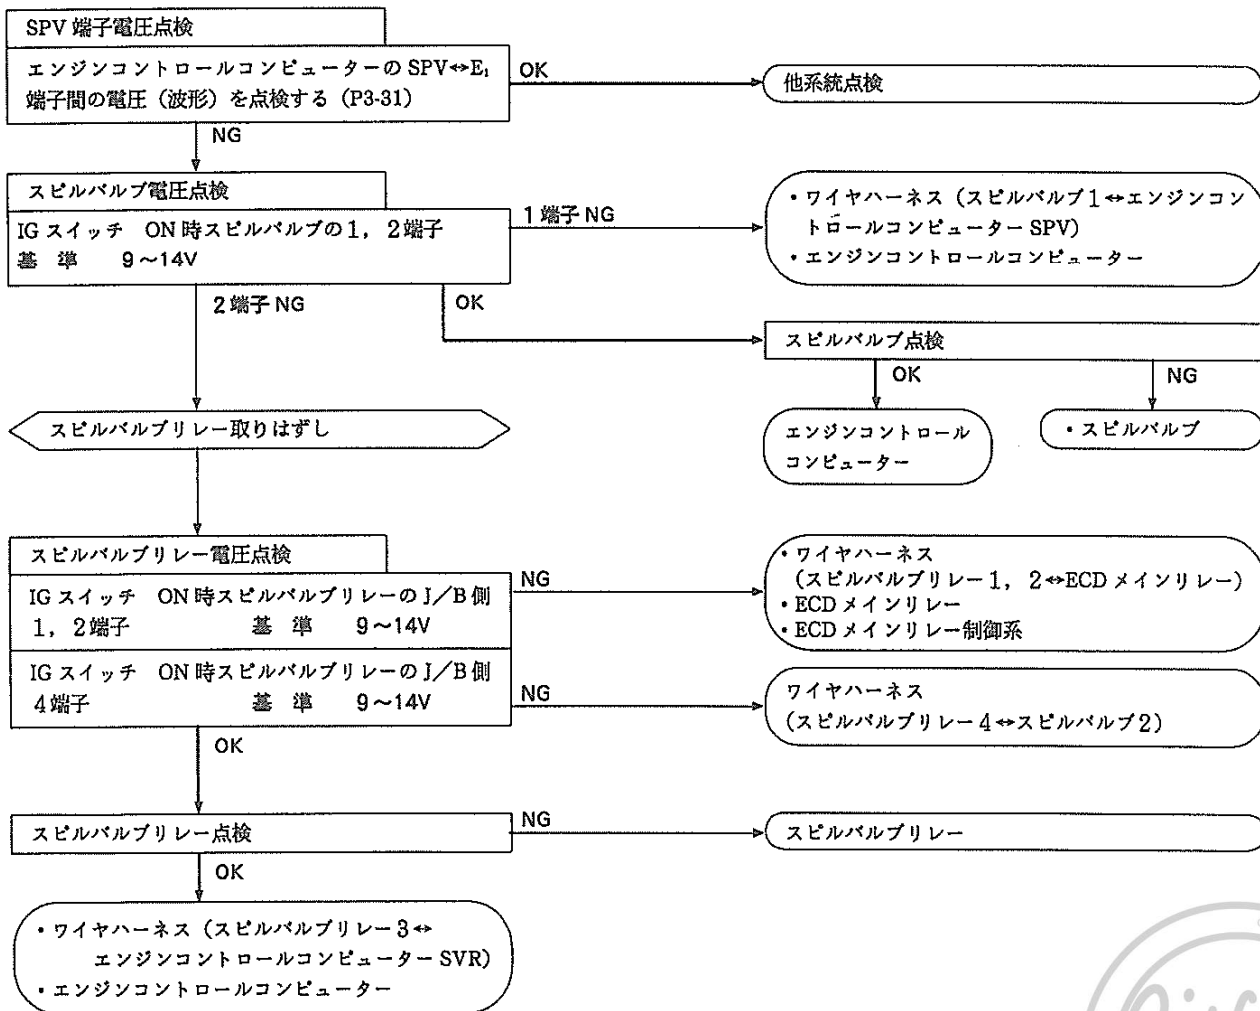 SPV 端子電圧点検
エンジンコントロールコンピューターの SPV↔E₁
端子間の電圧（波形）を点検する（P3-31）
OK
他系統点検
NG
スピルバルブ電圧点検
IG スイッチ ON 時スピルバルブの1, 2端子
基 準 9～14V
1 端子 NG
・ワイヤハーネス（スピルバルブ1↔エンジンコン
トロールコンピューター SPV）
・エンジンコントロールコンピューター
2 端子 NG
OK
スピルバルブ点検
OK
NG
エンジンコントロール
コンピューター
・スピルバルブ
スピルバルブリレー取りはずし
スピルバルブリレー電圧点検
IG スイッチ ON 時スピルバルブリレーの J／B 側
1, 2端子 基 準 9～14V
NG
・ワイヤハーネス
（スピルバルブリレー1, 2↔ECD メインリレー）
・ECD メインリレー
・ECD メインリレー制御系
IG スイッチ ON 時スピルバルブリレーの J／B 側
4端子 基 準 9～14V
NG
ワイヤハーネス
（スピルバルブリレー4↔スピルバルブ2）
OK
スピルバルブリレー点検
NG
スピルバルブリレー
OK
・ワイヤハーネス（スピルバルブリレー3↔
エンジンコントロールコンピューター SVR）
・エンジンコントロールコンピューター